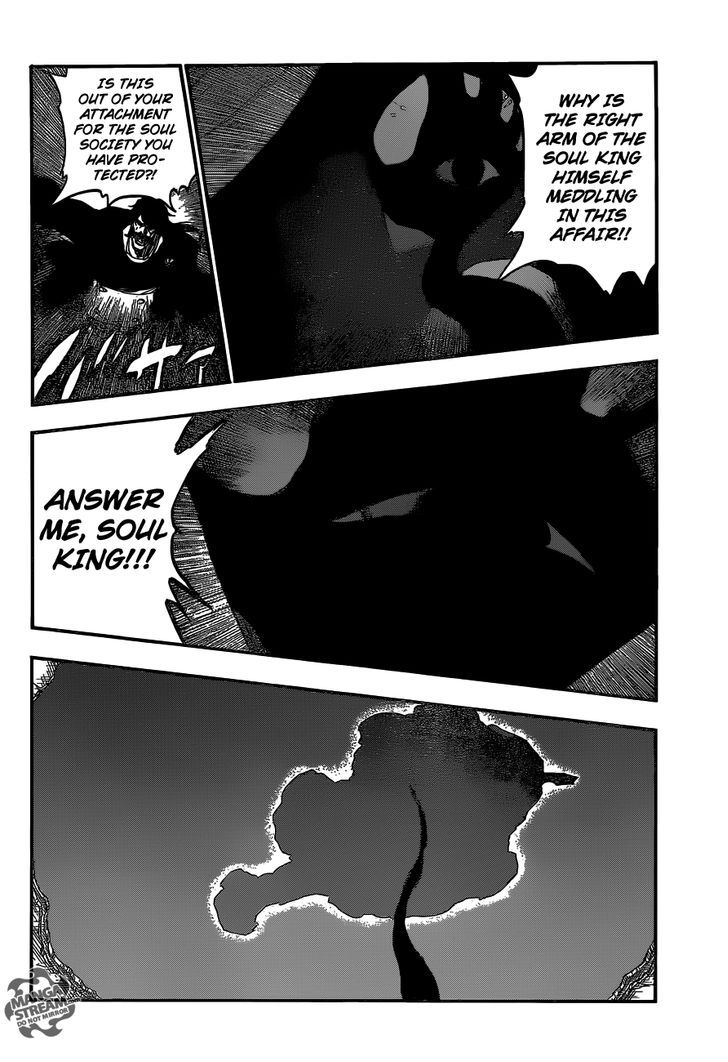 WHY IS
THE RIGHT
ARM OF THE
SOUL KING
HIMSELF
MEDDLING
IN THIS
AFFAIR!!
IS THIS
OUT OF YOUR
ATTACHMENT
FOR THE SOUL
SOCIETY YOU
HAVE PRO-
TECTED?!
ANSWER
ME, SOUL
KING!!!
MANGA
STREAM
DO NOT MIRROR